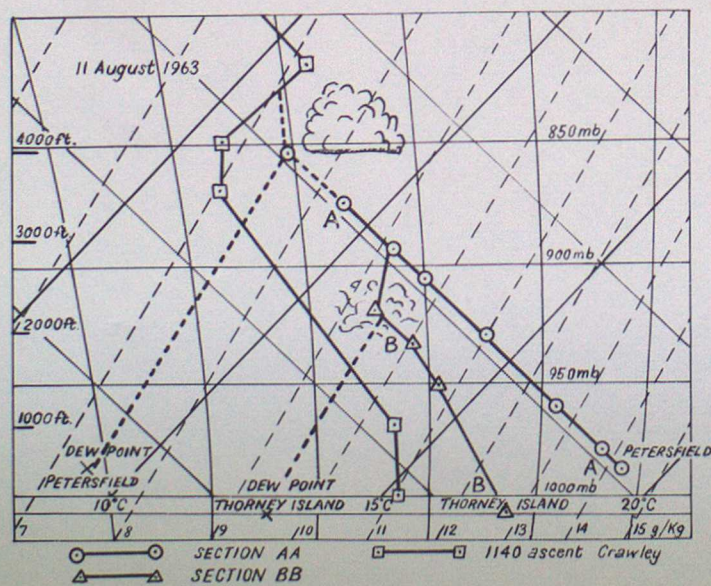 11 August 1963
4000ft.
850mb
A
3000ft
900mb
2000ft.
B
950mb
1000ft
DEW POINT
PETERSFIELD
A
PETERSFIELD
DEW POINT
B
1000mb
10°C
THORNEY ISLAND
15°C
THORNEY ISLAND
20°C
7
8
9
10
11
12
13
14
15 g/Kg
SECTION AA
1140 ascent Crawley
SECTION BB